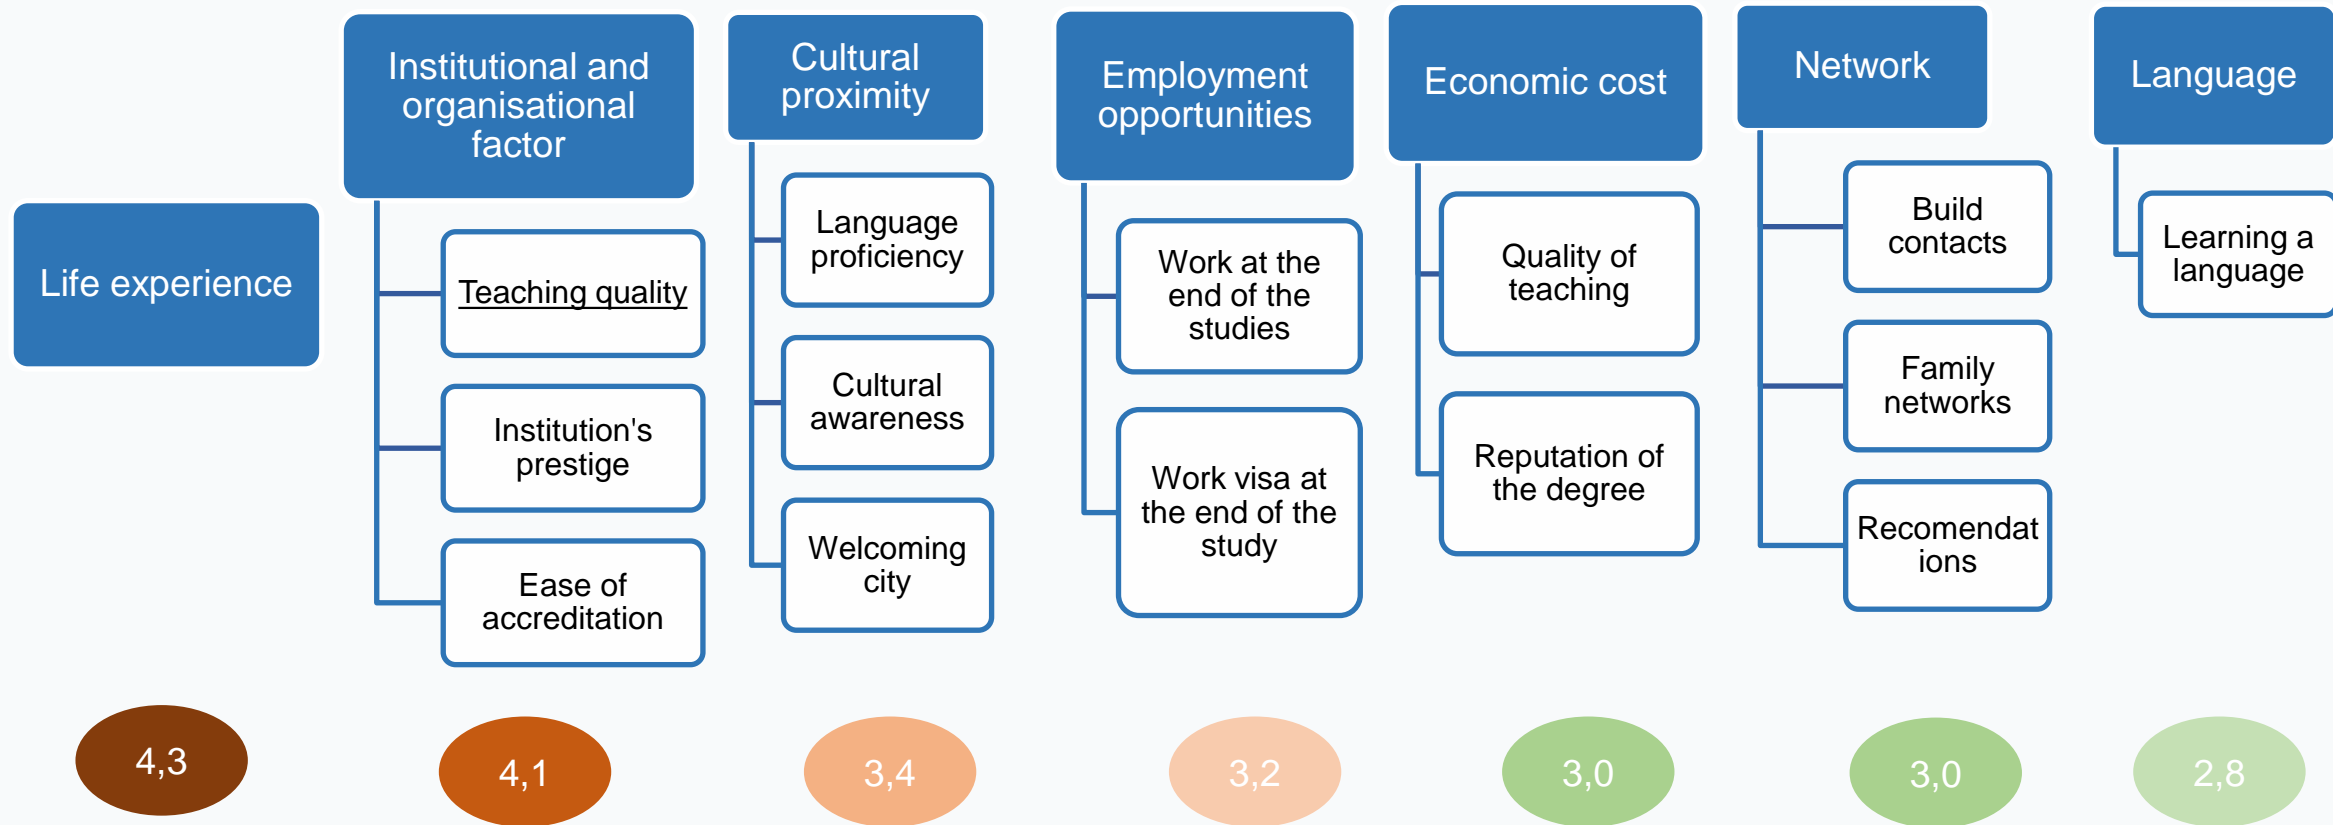 Life experience
Institutional and
organisational
factor
Teaching quality
Institution's
prestige
Ease of
accreditation
Cultural
proximity
Language
proficiency
Cultural
awareness
Welcoming
city
Employment
opportunities
Work at the
end of the
studies
Work visa at
the end of the
study
Economic cost
Quality of
teaching
Reputation of
the degree
Network
Build
contacts
Family
networks
Recomendat
ions
Language
Learning a
language
4,3
4,1
3,4
3,2
3,0
3,0
2,8